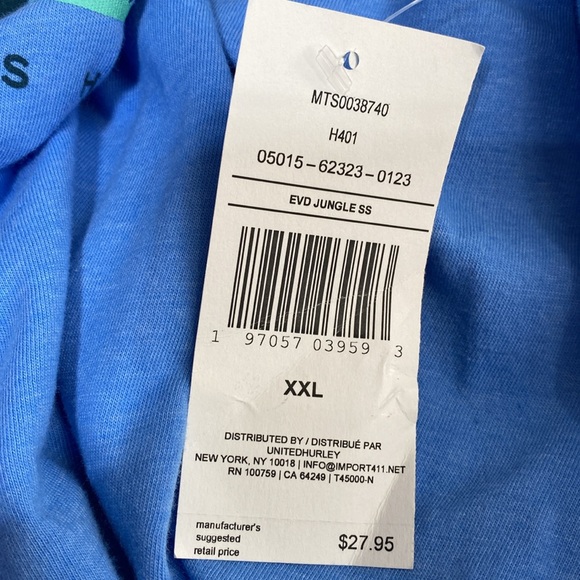 S
H
MTS0038740
H401
05015-62323-0123
EVD JUNGLE SS
1 97057 03959 3
XXL
DISTRIBUTED BY / DISTRIBUÉ PAR
UNITEDHURLEY
NEW YORK, NY 10018 | INFO@IMPORT411.NET
RN 100759 | CA 64249 | T45000-N
manufacturer's
suggested
retail price
$27.95